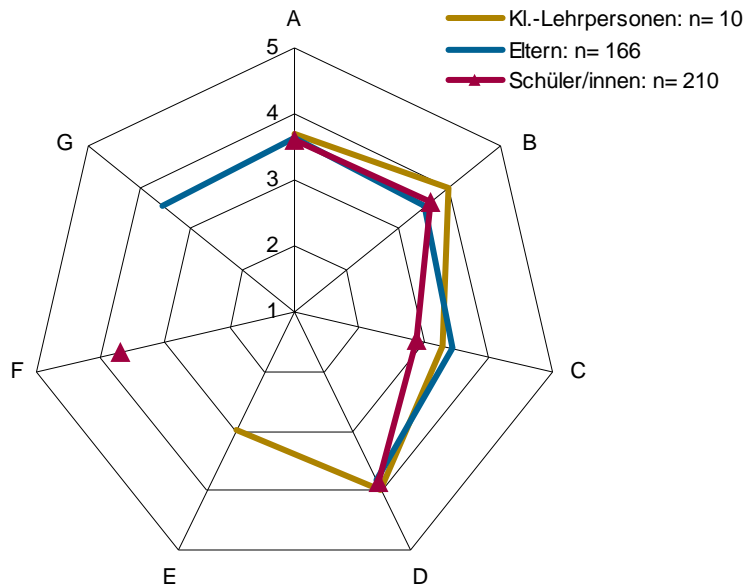 A
Kl.-Lehrpersonen: n= 10
Eltern: n= 166
Schüler/innen: n= 210
5
4
3
2
1
G
B
F
C
E
D